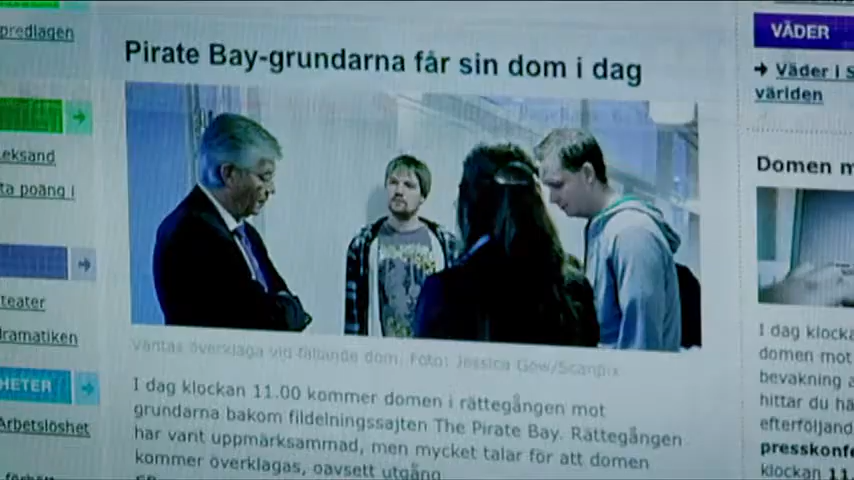 predlagen
Pirate Bay-grundarna får sin dom i dag
VÄDER
Väder i S
världen
eksand
ta poäng i
Domen m
teater
dramatiken
HETER
Arbetslöshet
Väntas överklaga vid fällande dom. Foto: Jessica Gow/Scanpix
I dag klockan 11.00 kommer domen i rättegången mot
grundarna bakom fildelningssajten The Pirate Bay. Rättegången
har varit uppmärksammad, men mycket talar för att domen
kommer överklagas, oavsett utgång.
I dag klocka
domen mot
bevakning a
hittar du hä
efterföljand
presskonfe
klockan 11.